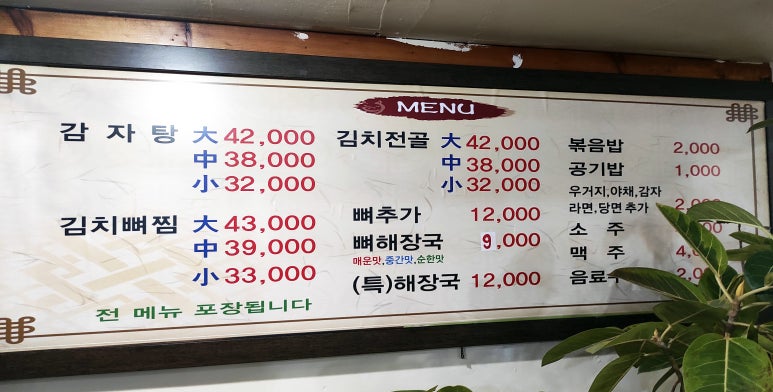 MENU
감 자 탕 大 42,000
中 38,000
小 32,000
김치뼈찜 大 43,000
中 39,000
小 33,000
전 메뉴 포장됩니다
김치전골 大 42,000
中 38,000
小 32,000
뼈추가 12,000
뼈해장국 9,000
매운맛,중간맛,순한맛
(특)해장국 12,000
볶음밥 2,000
공기밥 1,000
우거지,야채,감자
라면,당면 추가 2,000
소 주
맥 주